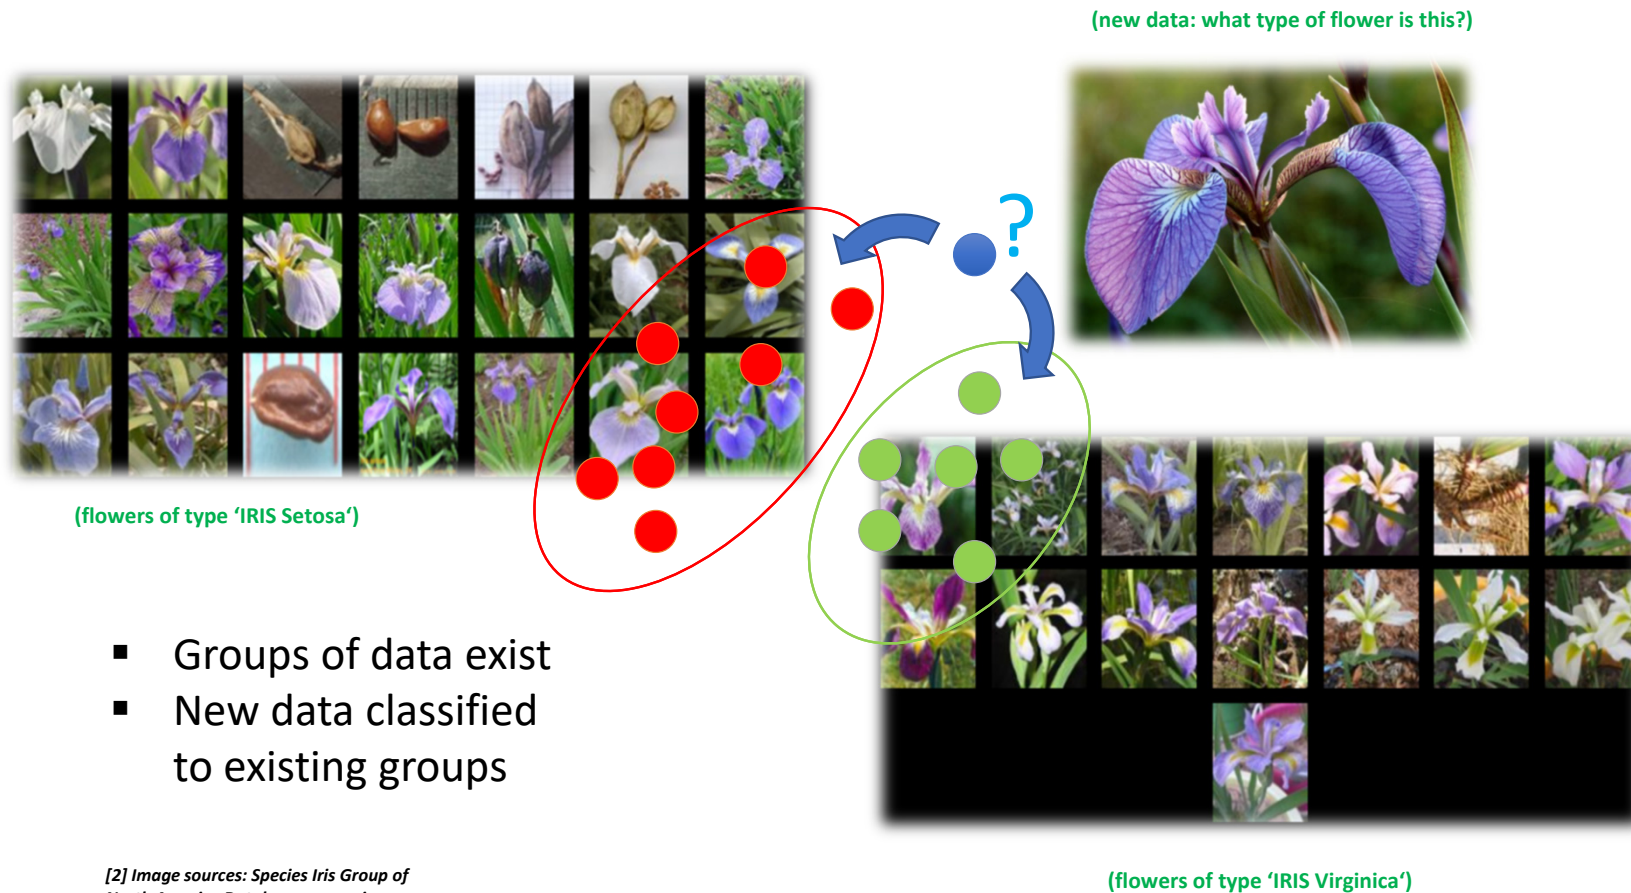 (new data: what type of flower is this?)
?
(flowers of type ‘IRIS Setosa‘)
▪ Groups of data exist
▪ New data classified
to existing groups
[2] Image sources: Species Iris Group of
(flowers of type ‘IRIS Virginica‘)